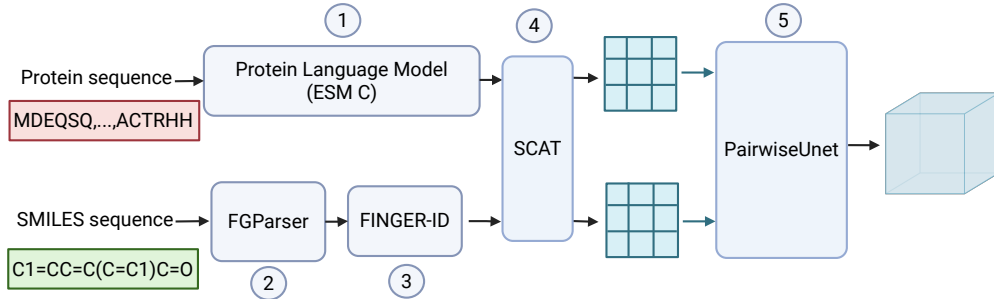 1
4
5
Protein sequence
Protein Language Model
(ESM C)
MDEQSQ,...,ACTRHH
SCAT
PairwiseUnet
SMILES sequence
FGParser
FINGER-ID
C1=CC=C(C=C1)C=O
2
3